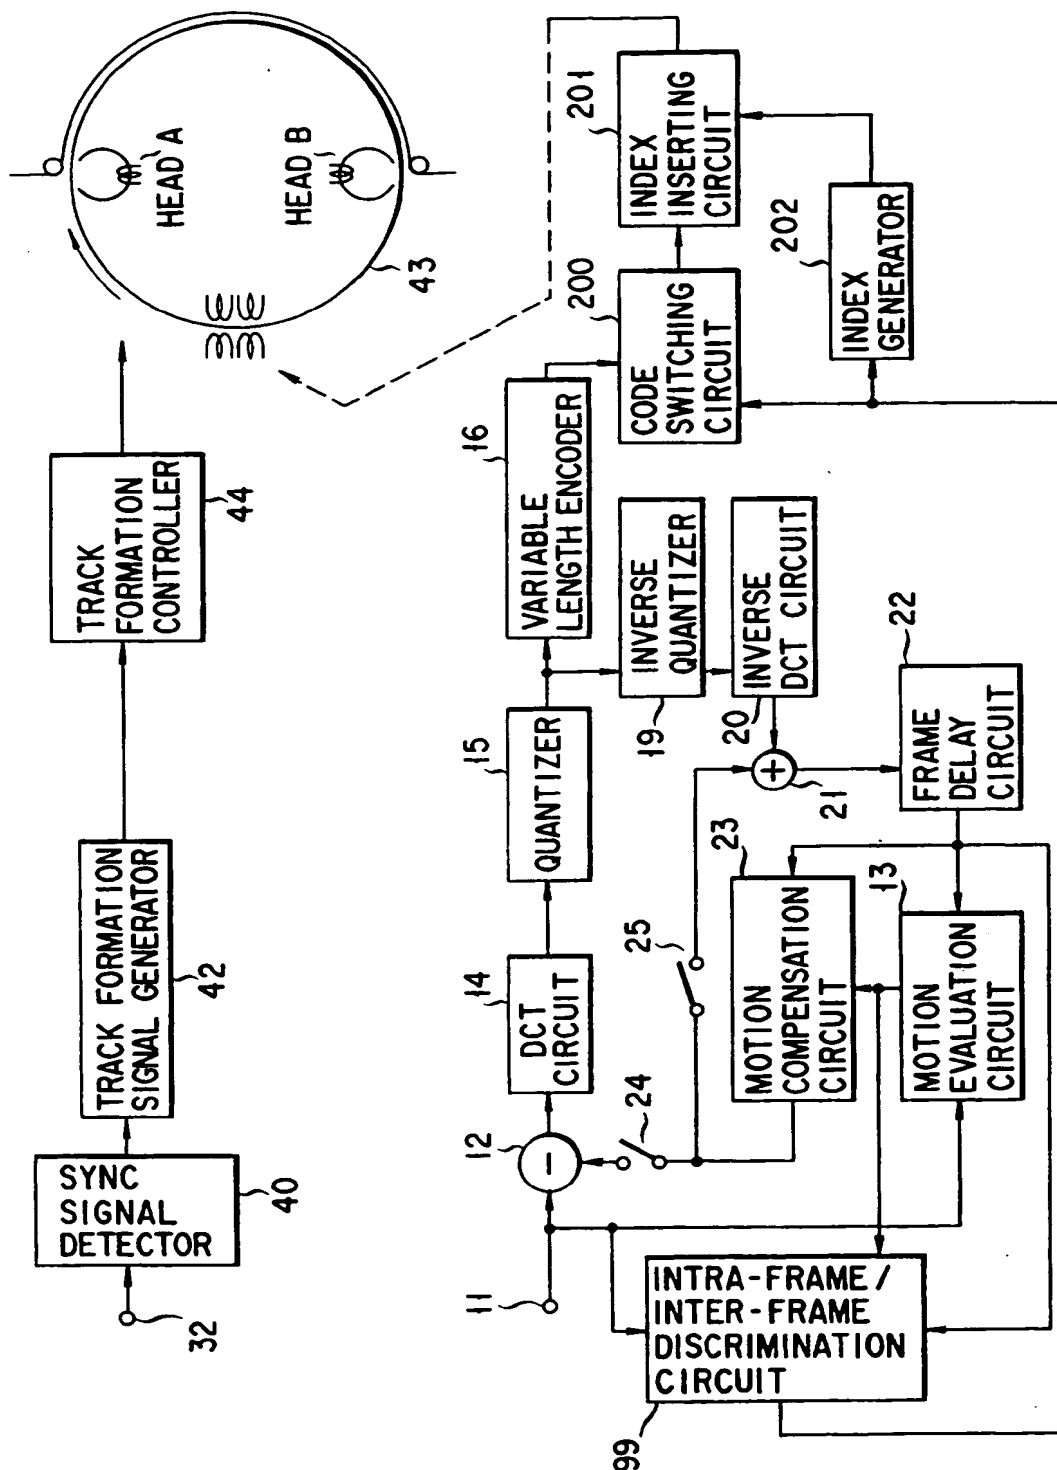 32
SYNC
SIGNAL
DETECTOR
40
TRACK FORMATION
SIGNAL GENERATOR
42
TRACK
FORMATION
CONTROLLER
44
HEAD A
HEAD B
43
11
12
14
DCT
CIRCUIT
15
QUANTIZER
16
VARIABLE
LENGTH ENCODER
200
CODE
SWITCHING
CIRCUIT
201
INDEX
INSERTING
CIRCUIT
202
INDEX
GENERATOR
INVERSE
QUANTIZER
19
INVERSE
DCT CIRCUIT
20
21
22
FRAME
DELAY
CIRCUIT
24
25
23
MOTION
COMPENSATION
CIRCUIT
13
MOTION
EVALUATION
CIRCUIT
INTRA-FRAME /
INTER-FRAME
DISCRIMINATION
CIRCUIT
99